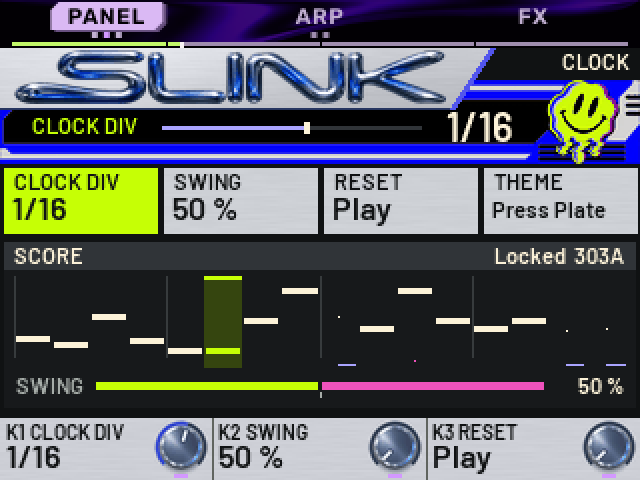 PANEL ARP FX
SLINK
CLOCK
CLOCK DIV 1/16
CLOCK DIV SWING RESET THEME
1/16 50 % Play Press Plate
SCORE Locked 303A
SWING 50 %
K1 CLOCK DIV K2 SWING K3 RESET
1/16 50 % Play